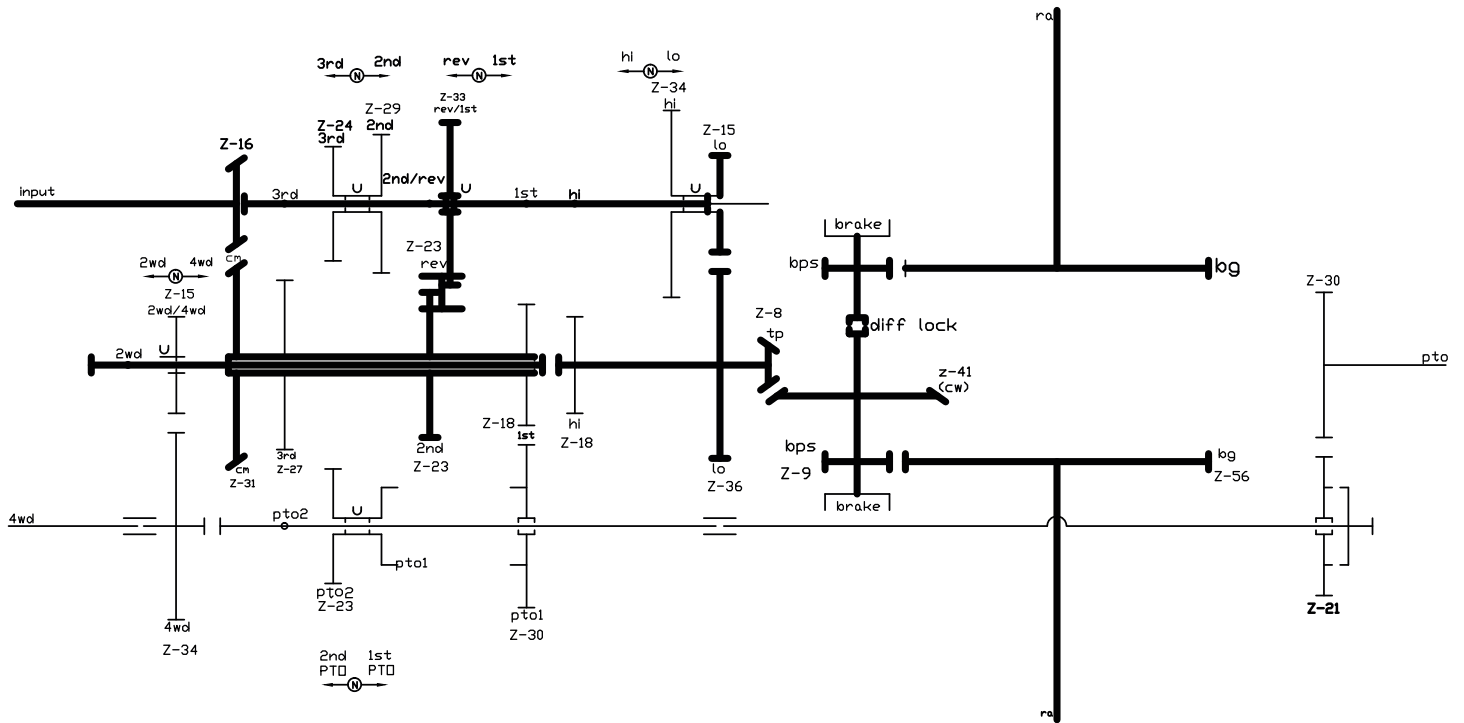 ra
hi lo
3rd N 2nd
rev N 1st
N
Z-34
hi
Z-33
rev/1st
Z-29
2nd
Z-24
3rd
Z-15
lo
Z-16
input
3rd
U
2nd/rev
U
1st
hi
U
brake
Z-23
rev
cm
2wd N 4wd
Z-15
2wd/4wd
bps
bg
Z-30
Z-8
tp
diff lock
2wd
U
pto
z-41
(cw)
Z-18
1st
hi
Z-18
2nd
Z-23
3rd
Z-27
cm
Z-31
lo
Z-36
bps
Z-9
bg
Z-56
brake
4wd
pto2
U
pto1
pto2
Z-23
pto1
Z-30
Z-21
4wd
Z-34
2nd 1st
PTO PTO
N
ra